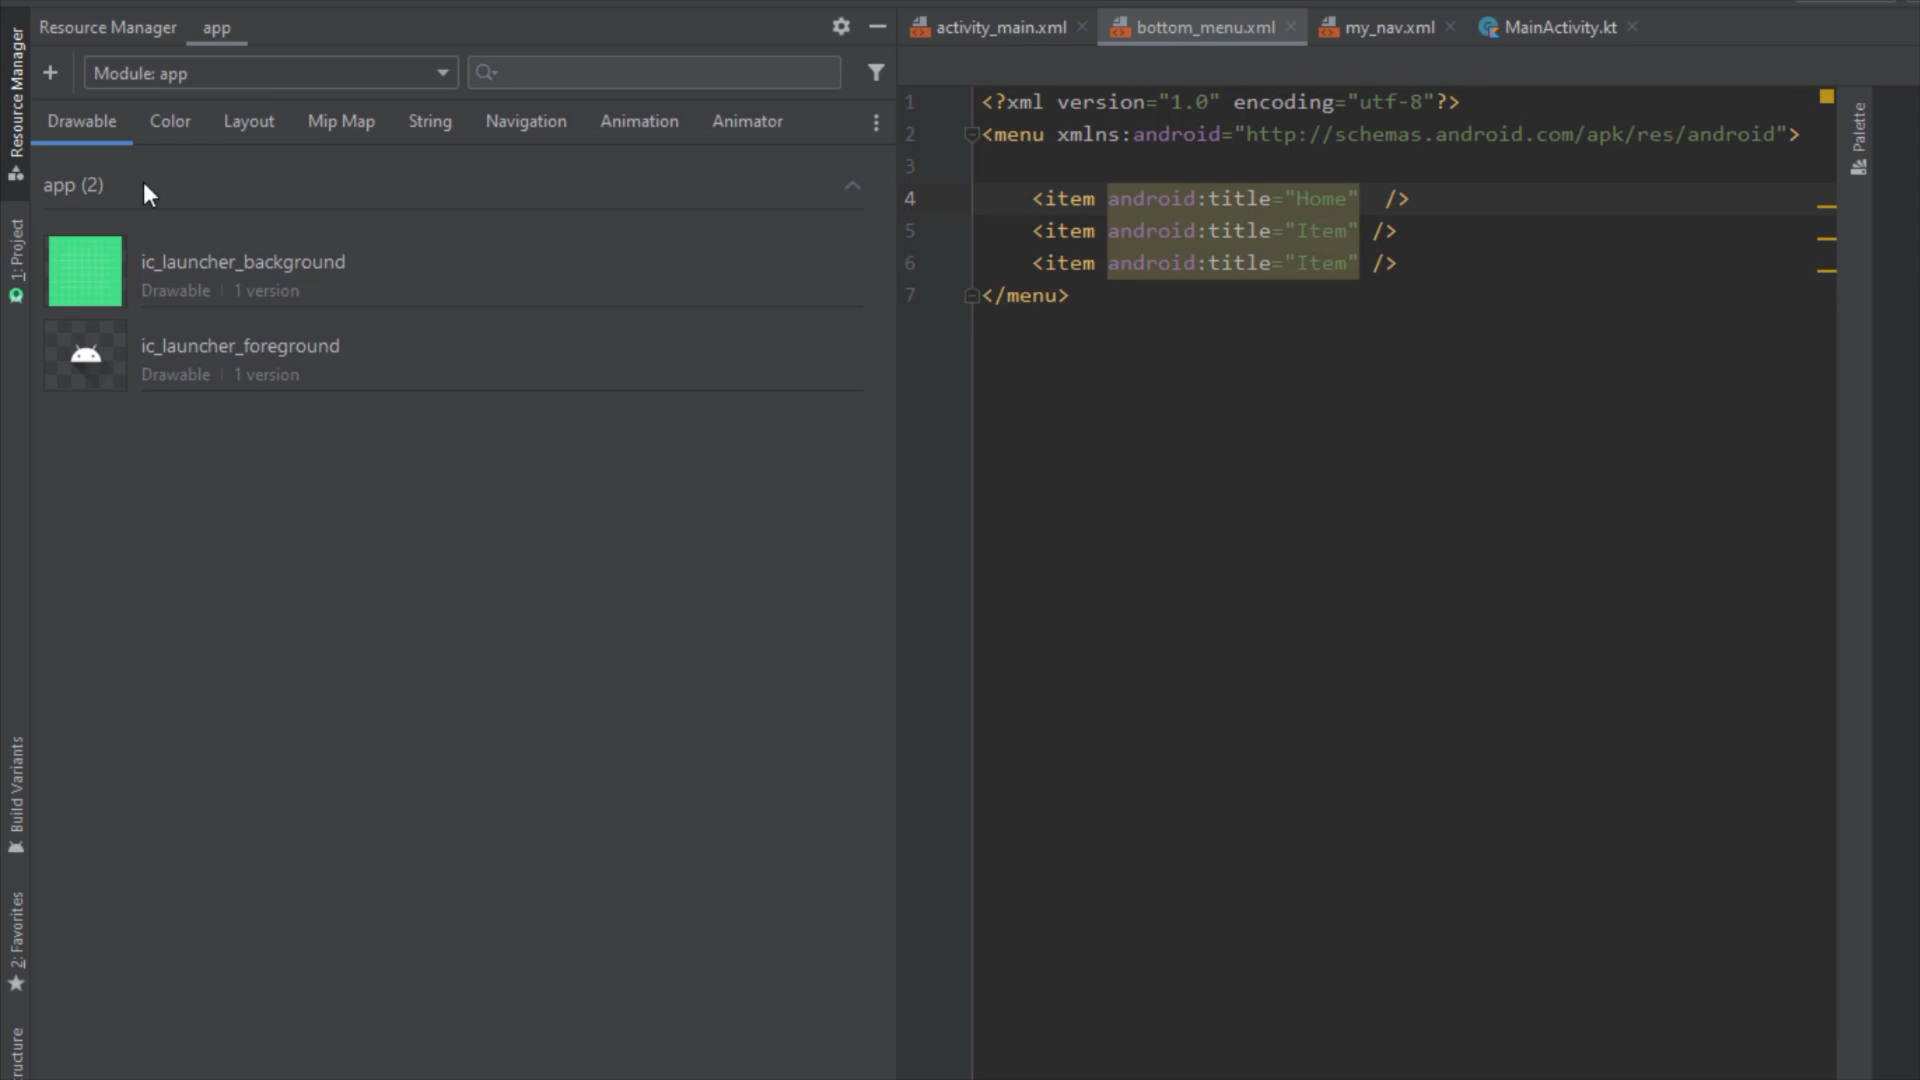 Resource Manager app
Module: app
Drawable Color Layout Mip Map String Navigation Animation Animator
app (2)
ic_launcher_background
Drawable | 1 version
ic_launcher_foreground
Drawable | 1 version
Resource Manager
1: Project
Build Variants
2: Favorites
ructure
activity_main.xml bottom_menu.xml my_nav.xml MainActivity.kt
1 <?xml version="1.0" encoding="utf-8"?>
2 <menu xmlns:android="http://schemas.android.com/apk/res/android">
3
4 <item android:title="Home"  />
5 <item android:title="Item" />
6 <item android:title="Item" />
7 </menu>
Palette